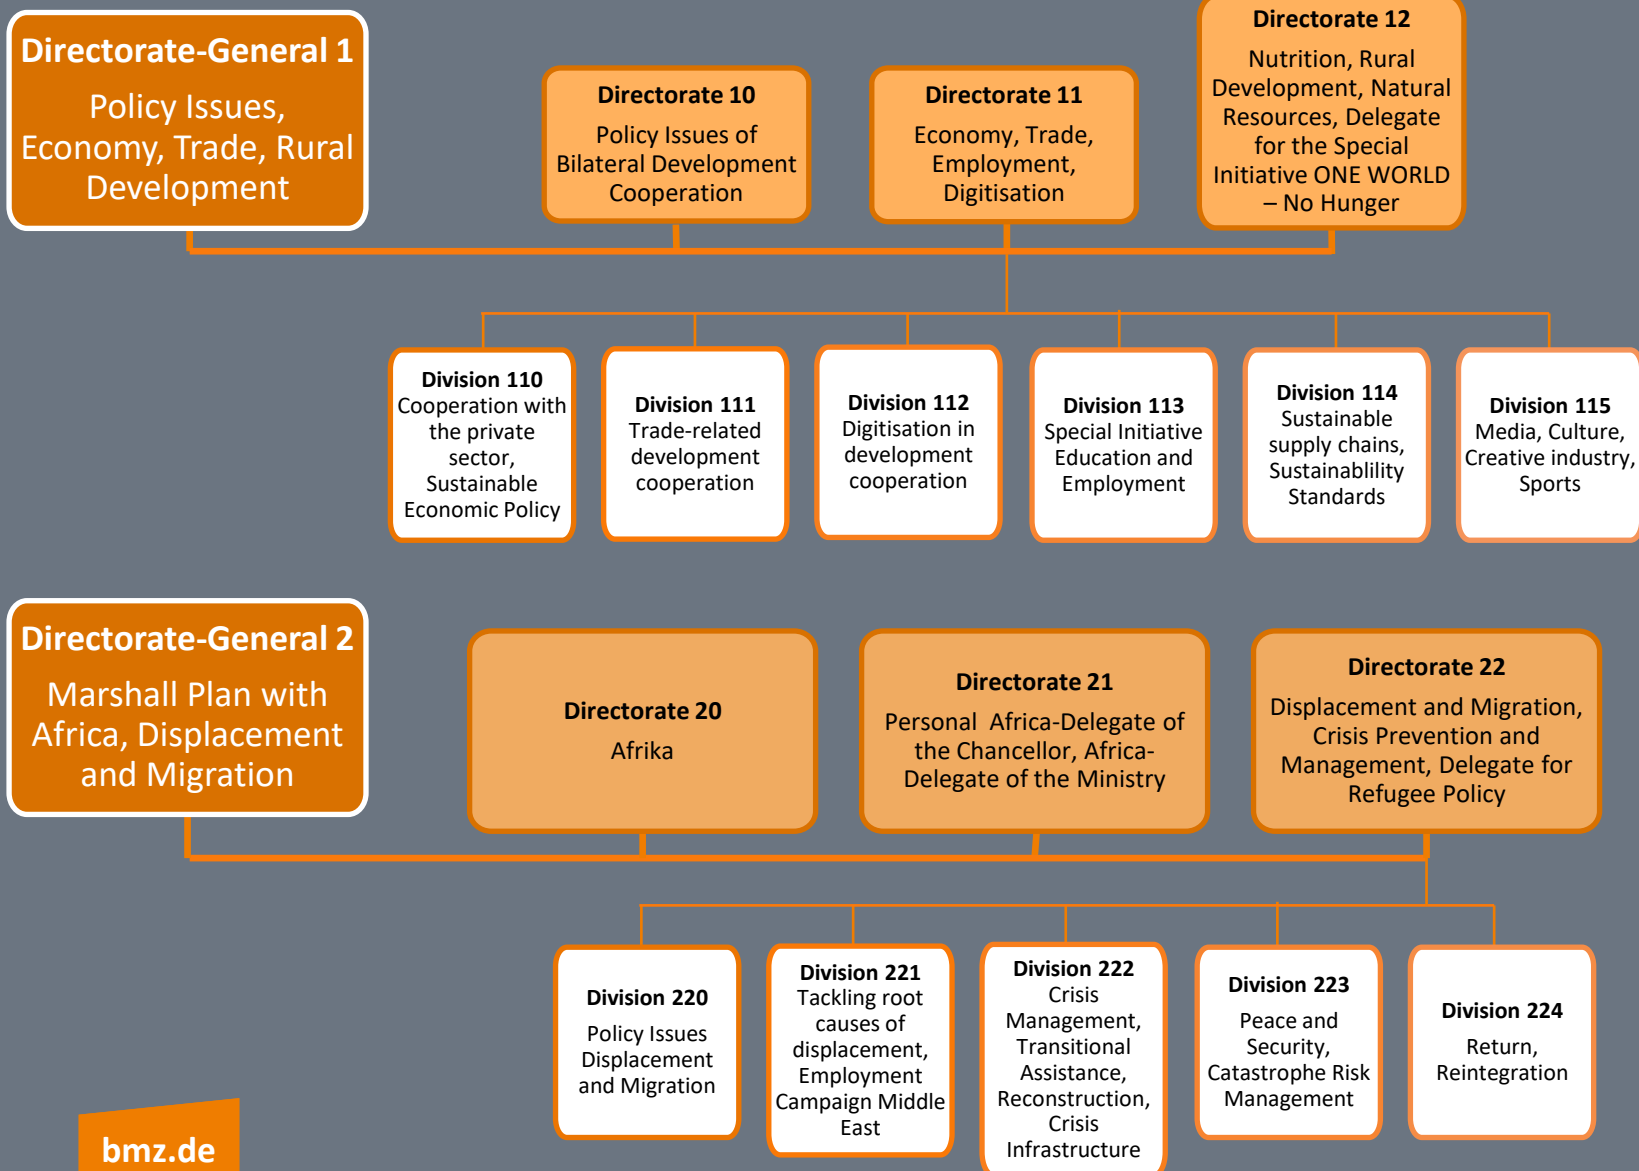 Directorate-General 1
Policy Issues,
Economy, Trade, Rural
Development
Directorate 10
Policy Issues of
Bilateral Development
Cooperation
Directorate 11
Economy, Trade,
Employment,
Digitisation
Directorate 12
Nutrition, Rural
Development, Natural
Resources, Delegate
for the Special
Initiative ONE WORLD
– No Hunger
Division 110
Cooperation with
the private
sector,
Sustainable
Economic Policy
Division 111
Trade-related
development
cooperation
Division 112
Digitisation in
development
cooperation
Division 113
Special Initiative
Education and
Employment
Division 114
Sustainable
supply chains,
Sustainablility
Standards
Division 115
Media, Culture,
Creative industry,
Sports
Directorate-General 2
Marshall Plan with
Africa, Displacement
and Migration
Directorate 20
Afrika
Directorate 21
Personal Africa-Delegate of
the Chancellor, Africa-
Delegate of the Ministry
Directorate 22
Displacement and Migration,
Crisis Prevention and
Management, Delegate for
Refugee Policy
Division 220
Policy Issues
Displacement
and Migration
Division 221
Tackling root
causes of
displacement,
Employment
Campaign Middle
East
Division 222
Crisis
Management,
Transitional
Assistance,
Reconstruction,
Crisis
Infrastructure
Division 223
Peace and
Security,
Catastrophe Risk
Management
Division 224
Return,
Reintegration
bmz.de